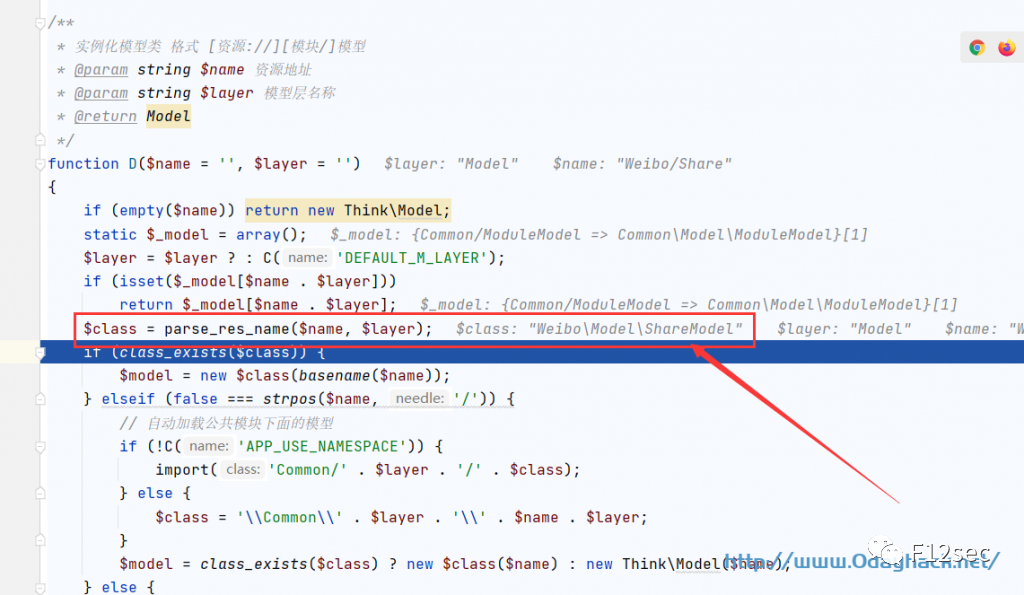 /**
* 实例化模型类 格式 [资源://][模块/]模型
* @param string $name 资源地址
* @param string $layer 模型层名称
* @return Model
*/
function D($name = '', $layer = '') $layer: "Model" $name: "Weibo/Share"
{
if (empty($name)) return new Think\Model;
static $_model = array(); $_model: {Common/ModuleModel => Common\Model\ModuleModel}[1]
$layer = $layer ? : C( name: 'DEFAULT_M_LAYER');
if (isset($_model[$name . $layer]))
return $_model[$name . $layer]; $_model: {Common/ModuleModel => Common\Model\ModuleModel}[1]
$class = parse_res_name($name, $layer); $class: "Weibo\Model\ShareModel" $layer: "Model" $name: "W
if (class_exists($class)) {
$model = new $class(basename($name));
} elseif (false === strpos($name, needle: '/')) {
// 自动加载公共模块下面的模型
if (!C( name: 'APP_USE_NAMESPACE')) {
import( class: 'Common/' . $layer . '/' . $class);
} else {
$class = '\\Common\\' . $layer . '\\' . $name . $layer;
}
$model = class_exists($class) ? new $class($name) : new Think\Model($name);
} else {
F12sec
http://www.0dayhack.net/